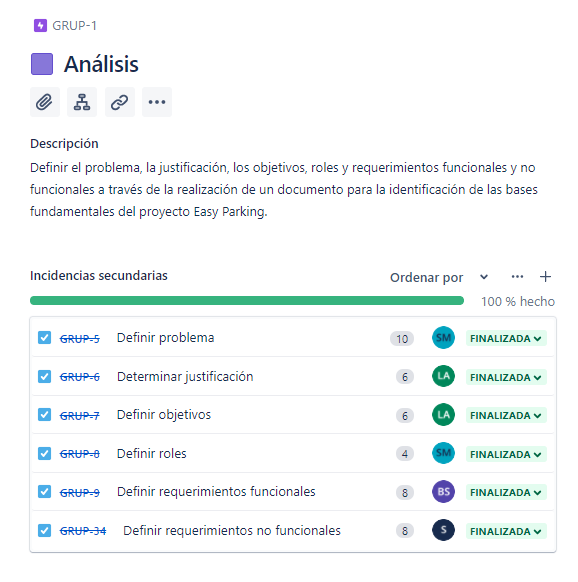 GRUP-1
Análisis
Descripción
Definir el problema, la justificación, los objetivos, roles y requerimientos funcionales y no
funcionales a través de la realización de un documento para la identificación de las bases
fundamentales del proyecto Easy Parking.
Incidencias secundarias Ordenar por
100 % hecho
GRUP-5 Definir problema 10 SM FINALIZADA
GRUP-6 Determinar justificación 6 LA FINALIZADA
GRUP-7 Definir objetivos 6 LA FINALIZADA
GRUP-8 Definir roles 4 SM FINALIZADA
GRUP-9 Definir requerimientos funcionales 8 BS FINALIZADA
GRUP-34 Definir requerimientos no funcionales 8 S FINALIZADA